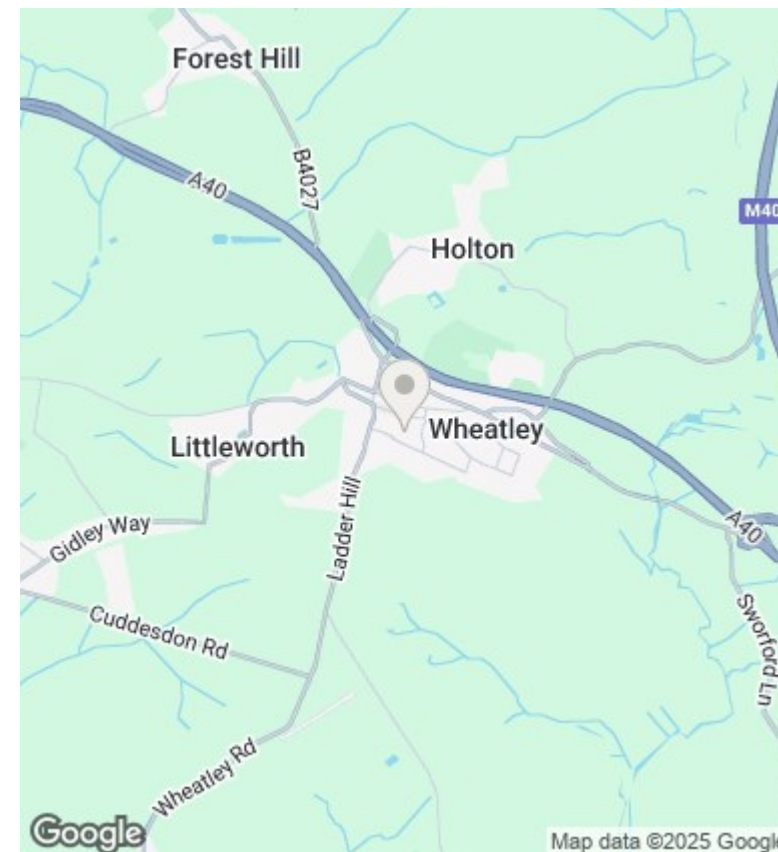 Forest Hill
B4027
A40
M40
Holton
Wheatley
Littleworth
Ladder Hill
Gidley Way
A40
Cuddesdon Rd
Sworford Ln
Wheatley Rd
Google
Map data ©2025 Google